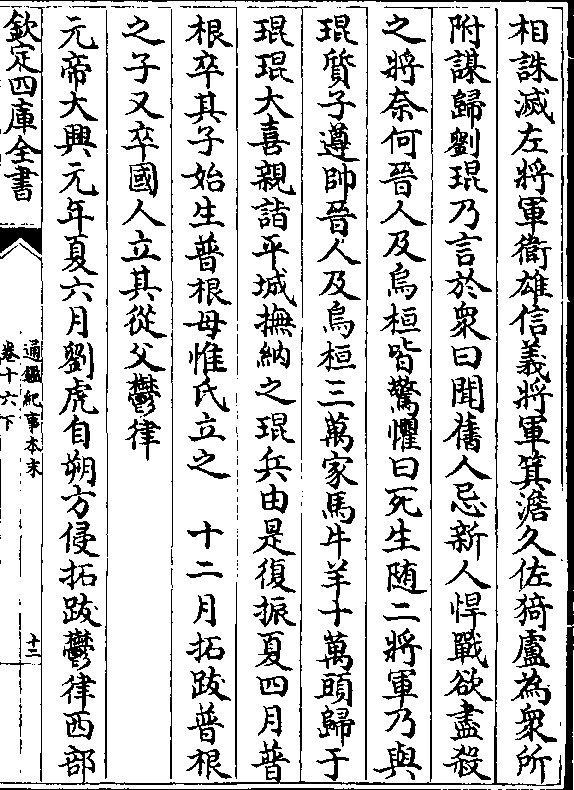 相誅滅左將軍衛雄信義將軍箕澹久佐猗盧為衆所
附謀歸劉琨乃言於衆曰聞舊人忌新人悍戰欲盡殺
之將奈何晉人及烏桓皆驚懼曰死生随二將軍乃與
琨質子遵帥晉人及烏桓三萬家馬牛羊十萬頭歸于
琨琨大喜親詣平城撫納之琨兵由是復振夏四月普
根卒其子始生普根母惟氏立之　十二月拓跋普根
之子又卒國人立其從父鬱律
元帝大興元年夏六月劉虎自朔方侵拓跋鬱律西部
欽定四庫全書
通鑑紀事本末
卷十六下
十二